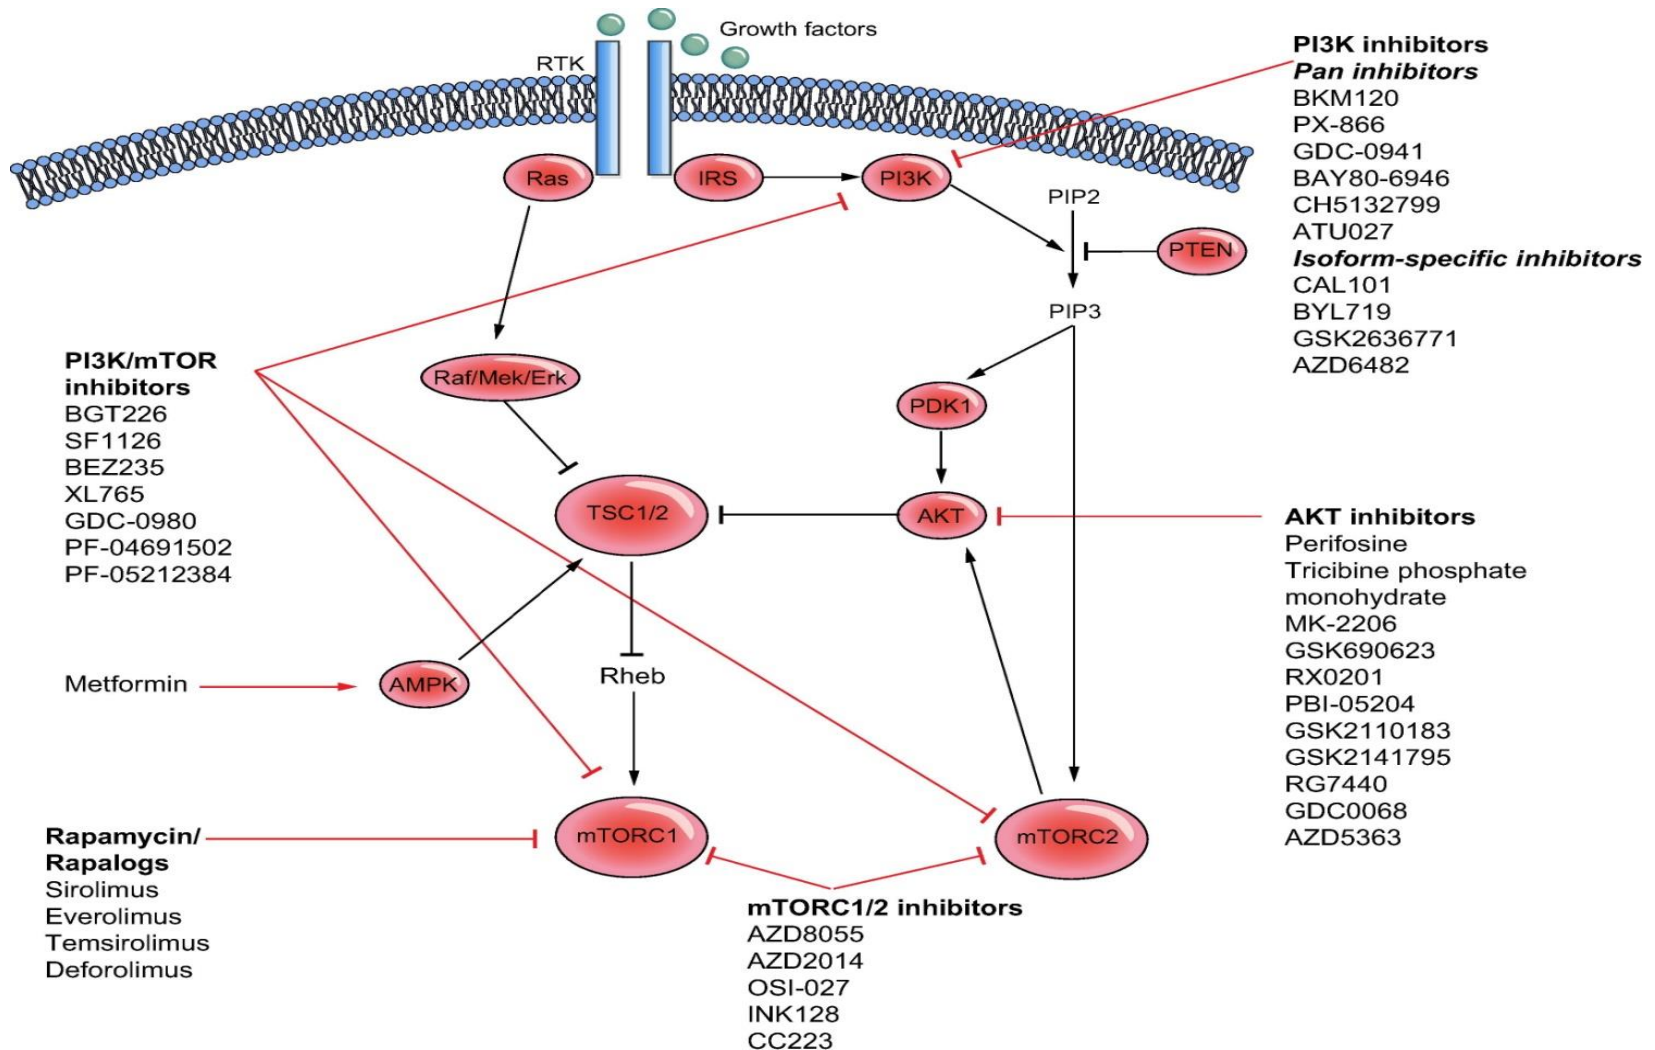 Growth factors
RTK
Ras
IRS
PI3K
PIP2
PTEN
PIP3
Raf/Mek/Erk
PDK1
TSC1/2
AKT
AMPK
Rheb
mTORC1
mTORC2
PI3K inhibitors
Pan inhibitors
BKM120
PX-866
GDC-0941
BAY80-6946
CH5132799
ATU027
Isoform-specific inhibitors
CAL101
BYL719
GSK2636771
AZD6482
PI3K/mTOR
inhibitors
BGT226
SF1126
BEZ235
XL765
GDC-0980
PF-04691502
PF-05212384
Metformin
AKT inhibitors
Perifosine
Tricibine phosphate
monohydrate
MK-2206
GSK690623
RX0201
PBI-05204
GSK2110183
GSK2141795
RG7440
GDC0068
AZD5363
Rapamycin/
Rapalogs
Sirolimus
Everolimus
Temsirolimus
Deforolimus
mTORC1/2 inhibitors
AZD8055
AZD2014
OSI-027
INK128
CC223